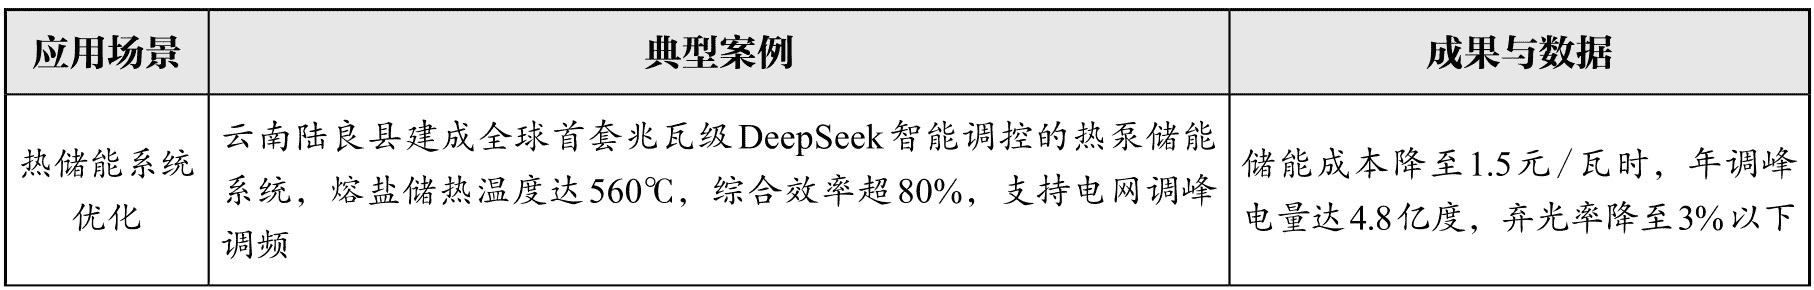 应用场景
典型案例
成果与数据
热储能系统
优化
云南陆良县建成全球首套兆瓦级DeepSeek智能调控的热泵储能
系统，熔盐储热温度达560℃，综合效率超80%，支持电网调峰
调频
储能成本降至1.5元/瓦时，年调峰
电量达4.8亿度，弃光率降至3%以下